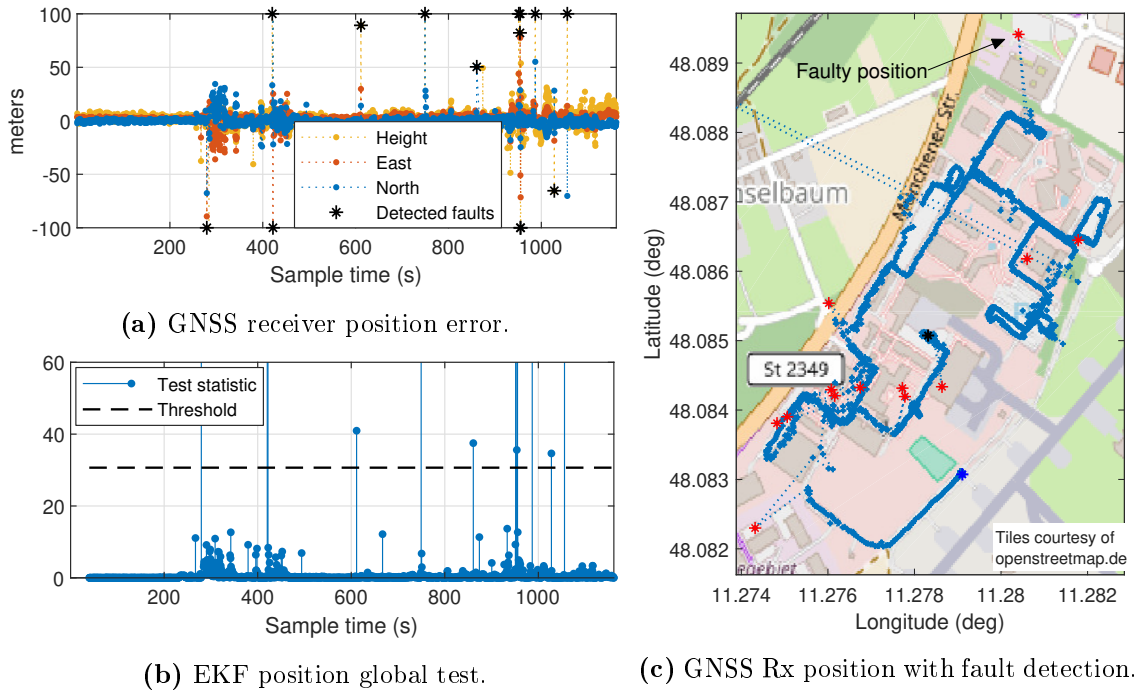 100
50
0
-50
-100
meters
200
400
600
800
1000
Sample time (s)
Height
East
North
Detected faults
(a) GNSS receiver position error.
60
40
20
0
200
400
600
800
1000
Sample time (s)
Test statistic
Threshold
(b) EKF position global test.
48.089
48.088
48.087
48.086
48.085
48.084
48.083
48.082
Latitude (deg)
11.274
11.276
11.278
11.28
11.282
Longitude (deg)
Faulty position
Münchener Str.
nselbaum
St 2349
egebiet
Tiles courtesy of
openstreetmap.de
(c) GNSS Rx position with fault detection.